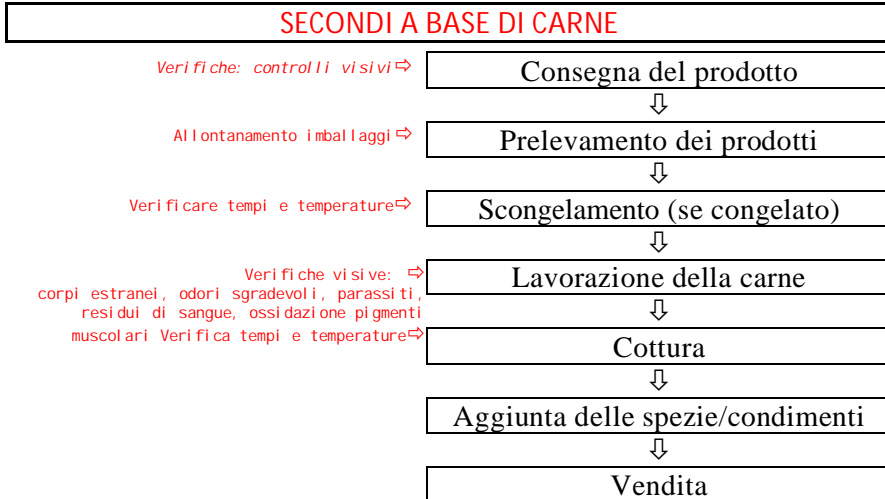 SECONDI A BASE DI CARNE
Verifiche: controlli visivi⇨
Consegna del prodotto
⇩
Allontanamento imballaggi⇨
Prelevamento dei prodotti
⇩
Verificare tempi e temperature⇨
Scongelamento (se congelato)
⇩
Verifiche visive: ⇨
corpi estranei, odori sgradevoli, parassiti,
residui di sangue, ossidazione pigmenti
Lavorazione della carne
⇩
muscolari Verifica tempi e temperature⇨
Cottura
⇩
Aggiunta delle spezie/condimenti
⇩
Vendita